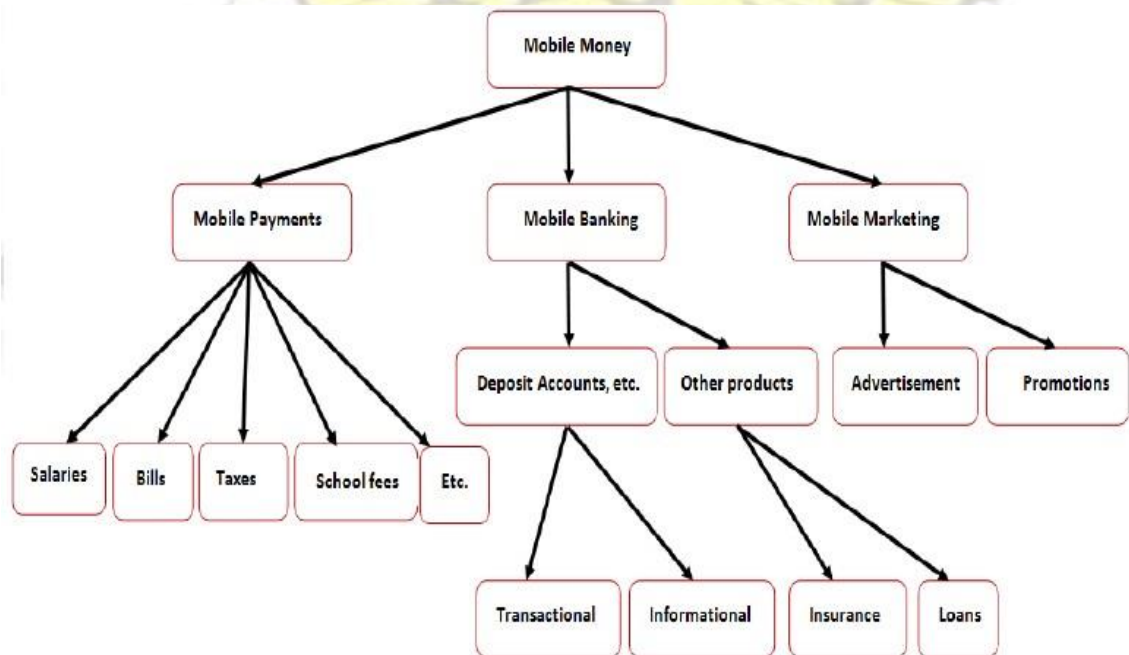 Mobile Money
Mobile Payments
Mobile Banking
Mobile Marketing
Deposit Accounts, etc.
Other products
Advertisement
Promotions
Salaries
Bills
Taxes
School fees
Etc.
Transactional
Informational
Insurance
Loans